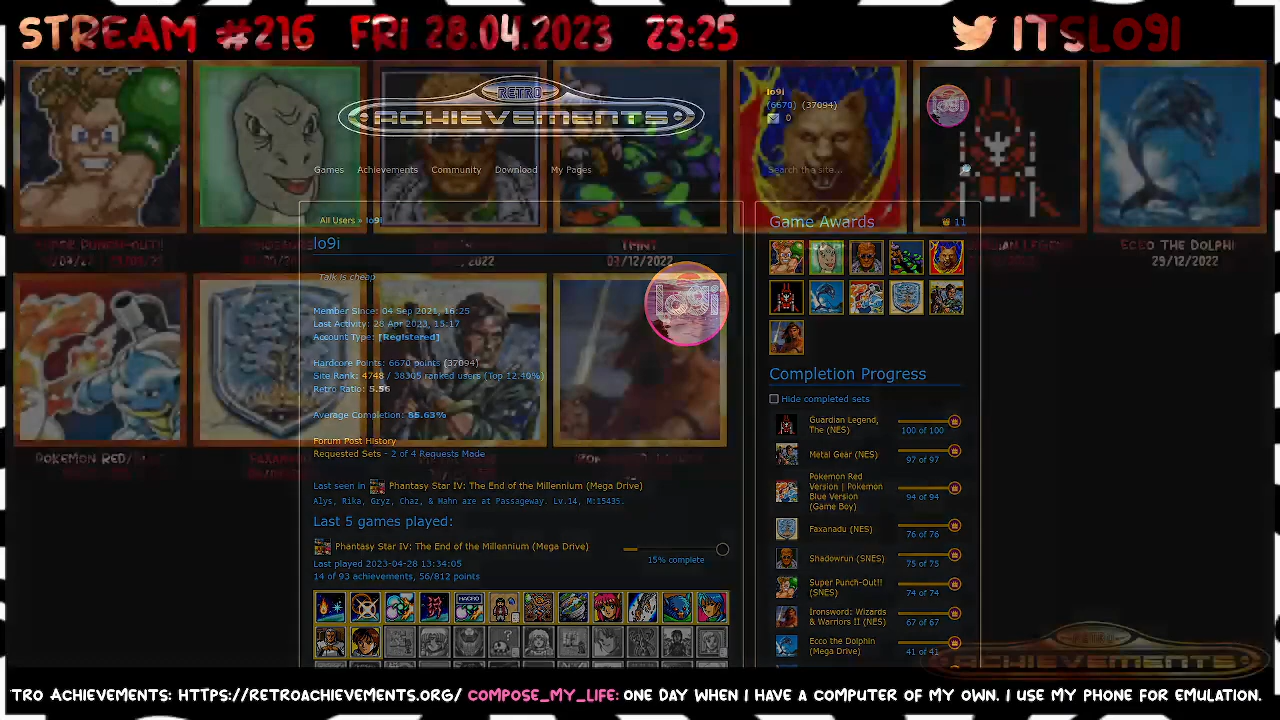 STREAM #216 FRI 28.04.2023 23:25 ITSLO9I
RETRO
ACHIEVEMENTS
lo9i
(6670) (37094)
0
lo9i
Games Achievements Community Download My Pages
Search the site...
All Users » lo9i
lo9i
Talk is cheap
Member Since: 04 Sep 2021, 16:25
Last Activity: 28 Apr 2023, 15:17
Account Type: [Registered]
Hardcore Points: 6670 points (37094)
Site Rank: 4748 / 38305 ranked users (Top 12.40%)
Retro Ratio: 5.56
Average Completion: 85.63%
Forum Post History
Requested Sets - 2 of 4 Requests Made
Last seen in Phantasy Star IV: The End of the Millennium (Mega Drive)
Alys, Rika, Gryz, Chaz, & Hahn are at Passageway. Lv.14, M:15435.
Last 5 games played:
Phantasy Star IV: The End of the Millennium (Mega Drive)
15% complete
Last played 2023-04-28 13:34:05
14 of 93 achievements, 56/812 points
Game Awards
11
Completion Progress
Hide completed sets
Guardian Legend,
The (NES)
100 of 100
Metal Gear (NES)
97 of 97
Pokemon Red
Version | Pokemon
Blue Version
(Game Boy)
94 of 94
Faxanadu (NES)
76 of 76
Shadowrun (SNES)
75 of 75
Super Punch-Out!!
(SNES)
74 of 74
Ironsword: Wizards
& Warriors II (NES)
67 of 67
Ecco the Dolphin
(Mega Drive)
41 of 41
TMNT
03/12/2022
ECCO THE DOLPHI
29/12/2022
POKEMON RED/
RETRO
ACHIEVEMENTS
TRO ACHIEVEMENTS: HTTPS://RETROACHIEVEMENTS.ORG/ COMPOSE_MY_LIFE: ONE DAY WHEN I HAVE A COMPUTER OF MY OWN. I USE MY PHONE FOR EMULATION.